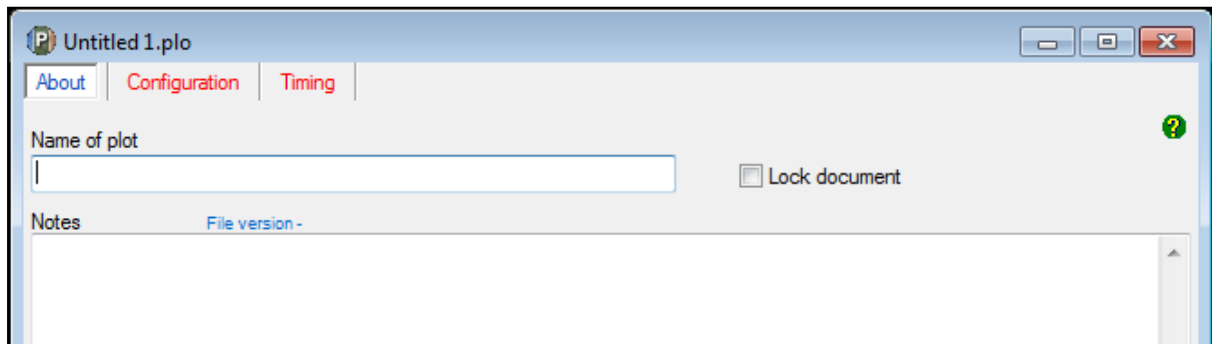 Untitled 1.plo
About Configuration Timing
Name of plot
Lock document
Notes File version -